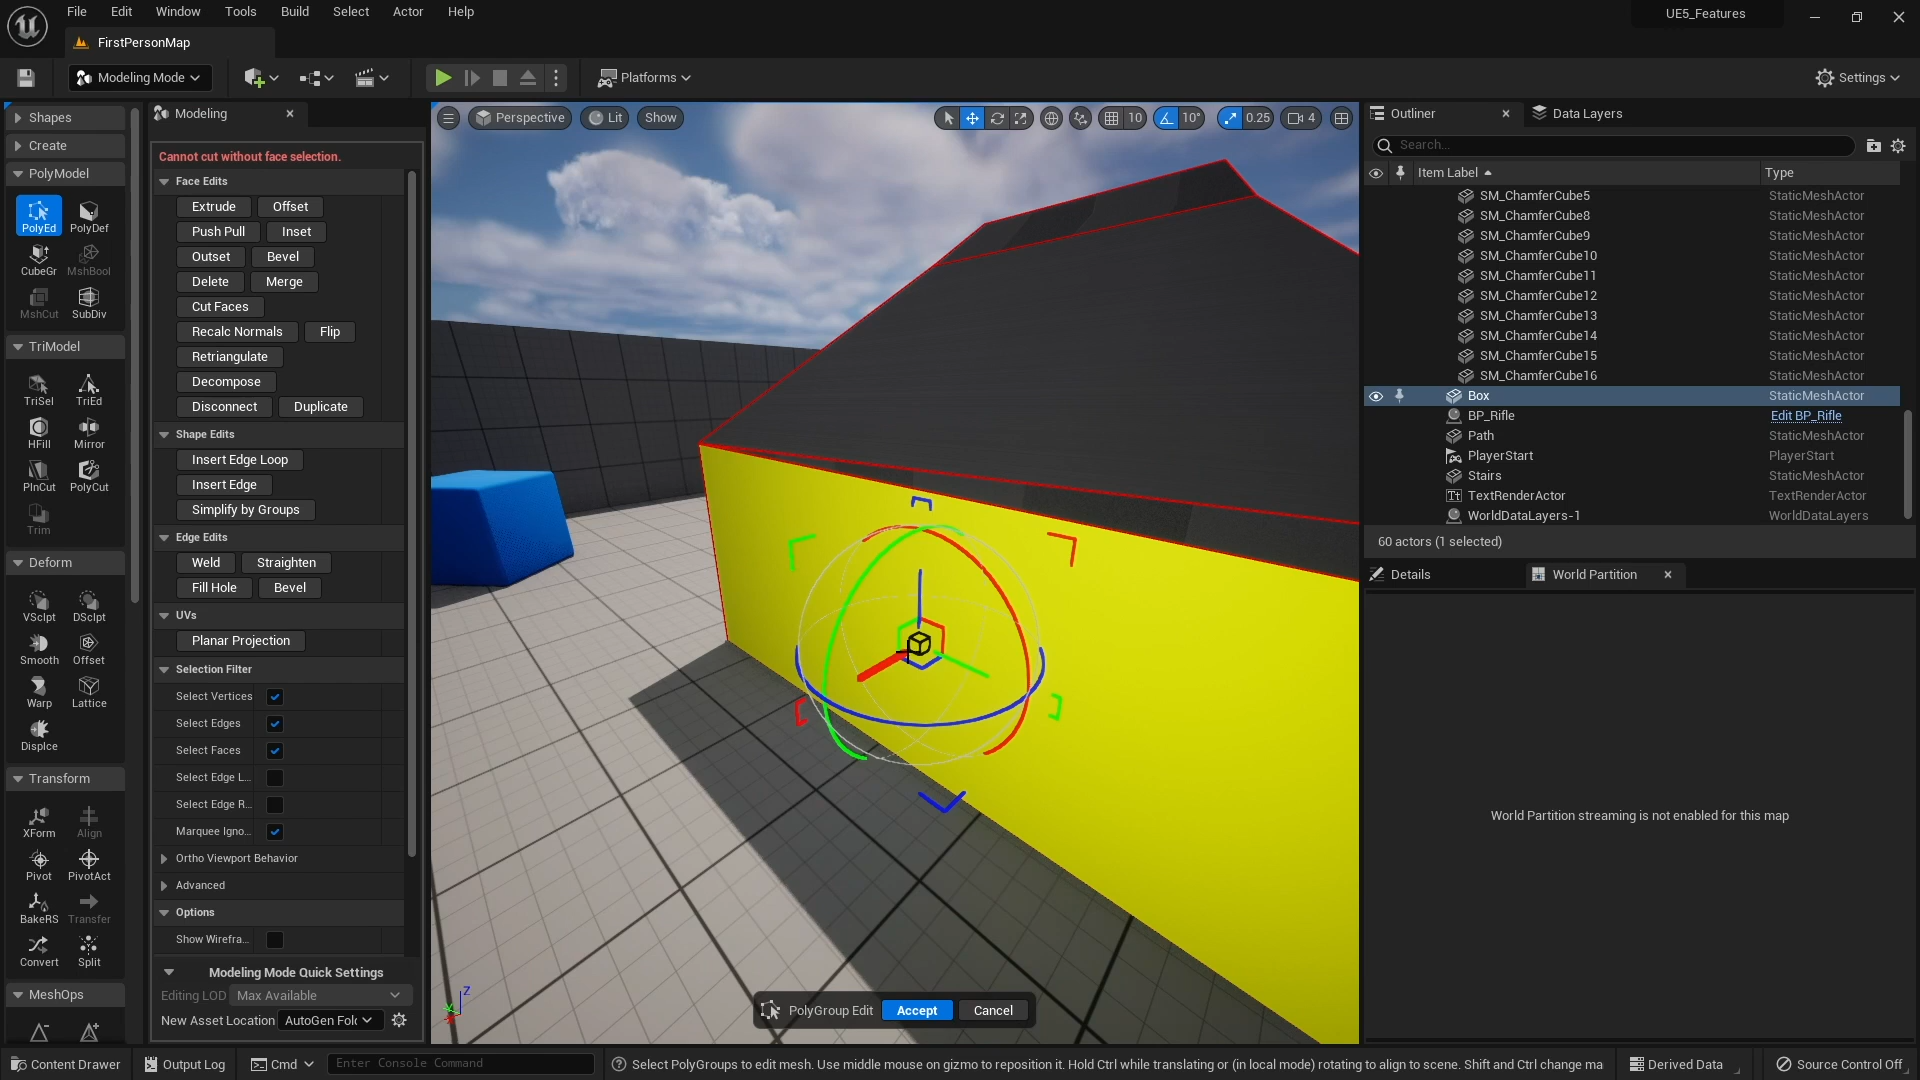 File Edit Window Tools Build Select Actor Help
UE5_Features
FirstPersonMap
Modeling Mode
Platforms
Settings
Shapes
Create
PolyModel
PolyEd PolyDef
CubeGr MshBool
MshCut SubDiv
TriModel
TriSel TriEd
HFill Mirror
PlnCut PolyCut
Trim
Deform
VSclpt DSclpt
Smooth Offset
Warp Lattice
Displce
Transform
XForm Align
Pivot PivotAct
BakeRS Transfer
Convert Split
MeshOps
Modeling
Cannot cut without face selection.
Face Edits
Extrude Offset
Push Pull Inset
Outset Bevel
Delete Merge
Cut Faces
Recalc Normals Flip
Retriangulate
Decompose
Disconnect Duplicate
Shape Edits
Insert Edge Loop
Insert Edge
Simplify by Groups
Edge Edits
Weld Straighten
Fill Hole Bevel
UVs
Planar Projection
Selection Filter
Select Vertices
Select Edges
Select Faces
Select Edge L...
Select Edge R...
Marquee Igno...
Ortho Viewport Behavior
Advanced
Options
Show Wirefra...
Modeling Mode Quick Settings
Editing LOD Max Available
New Asset Location AutoGen Fol
Perspective Lit Show 10 10° 0.25 4
Z
PolyGroup Edit Accept Cancel
Outliner Data Layers
Search...
Item Label Type
SM_ChamferCube5 StaticMeshActor
SM_ChamferCube8 StaticMeshActor
SM_ChamferCube9 StaticMeshActor
SM_ChamferCube10 StaticMeshActor
SM_ChamferCube11 StaticMeshActor
SM_ChamferCube12 StaticMeshActor
SM_ChamferCube13 StaticMeshActor
SM_ChamferCube14 StaticMeshActor
SM_ChamferCube15 StaticMeshActor
SM_ChamferCube16 StaticMeshActor
Box StaticMeshActor
BP_Rifle Edit BP_Rifle
Path StaticMeshActor
PlayerStart PlayerStart
Stairs StaticMeshActor
TextRenderActor TextRenderActor
WorldDataLayers-1 WorldDataLayers
60 actors (1 selected)
Details World Partition
World Partition streaming is not enabled for this map
Content Drawer Output Log Cmd Enter Console Command Select PolyGroups to edit mesh. Use middle mouse on gizmo to reposition it. Hold Ctrl while translating or (in local mode) rotating to align to scene. Shift and Ctrl change ma Derived Data Source Control Off